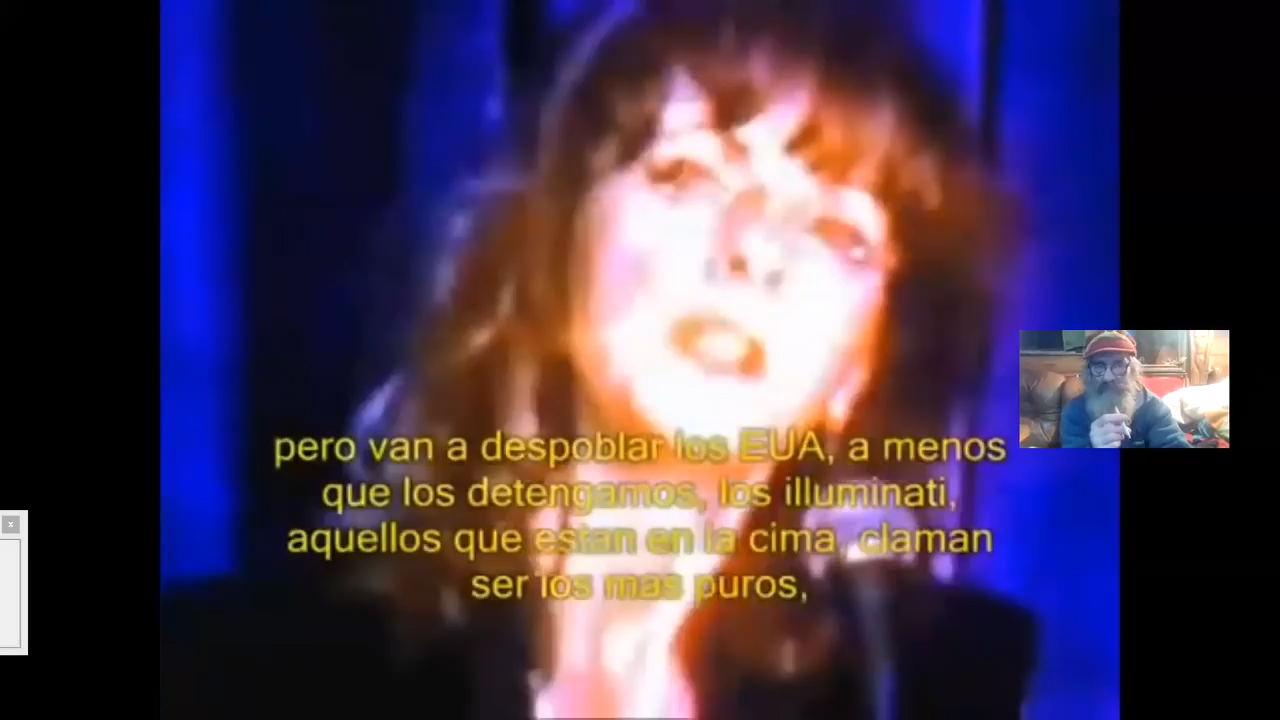 pero van a despoblar los EUA, a menos
que los detengamos, los illuminati,
aquellos que estan en la cima, claman
ser los mas puros,